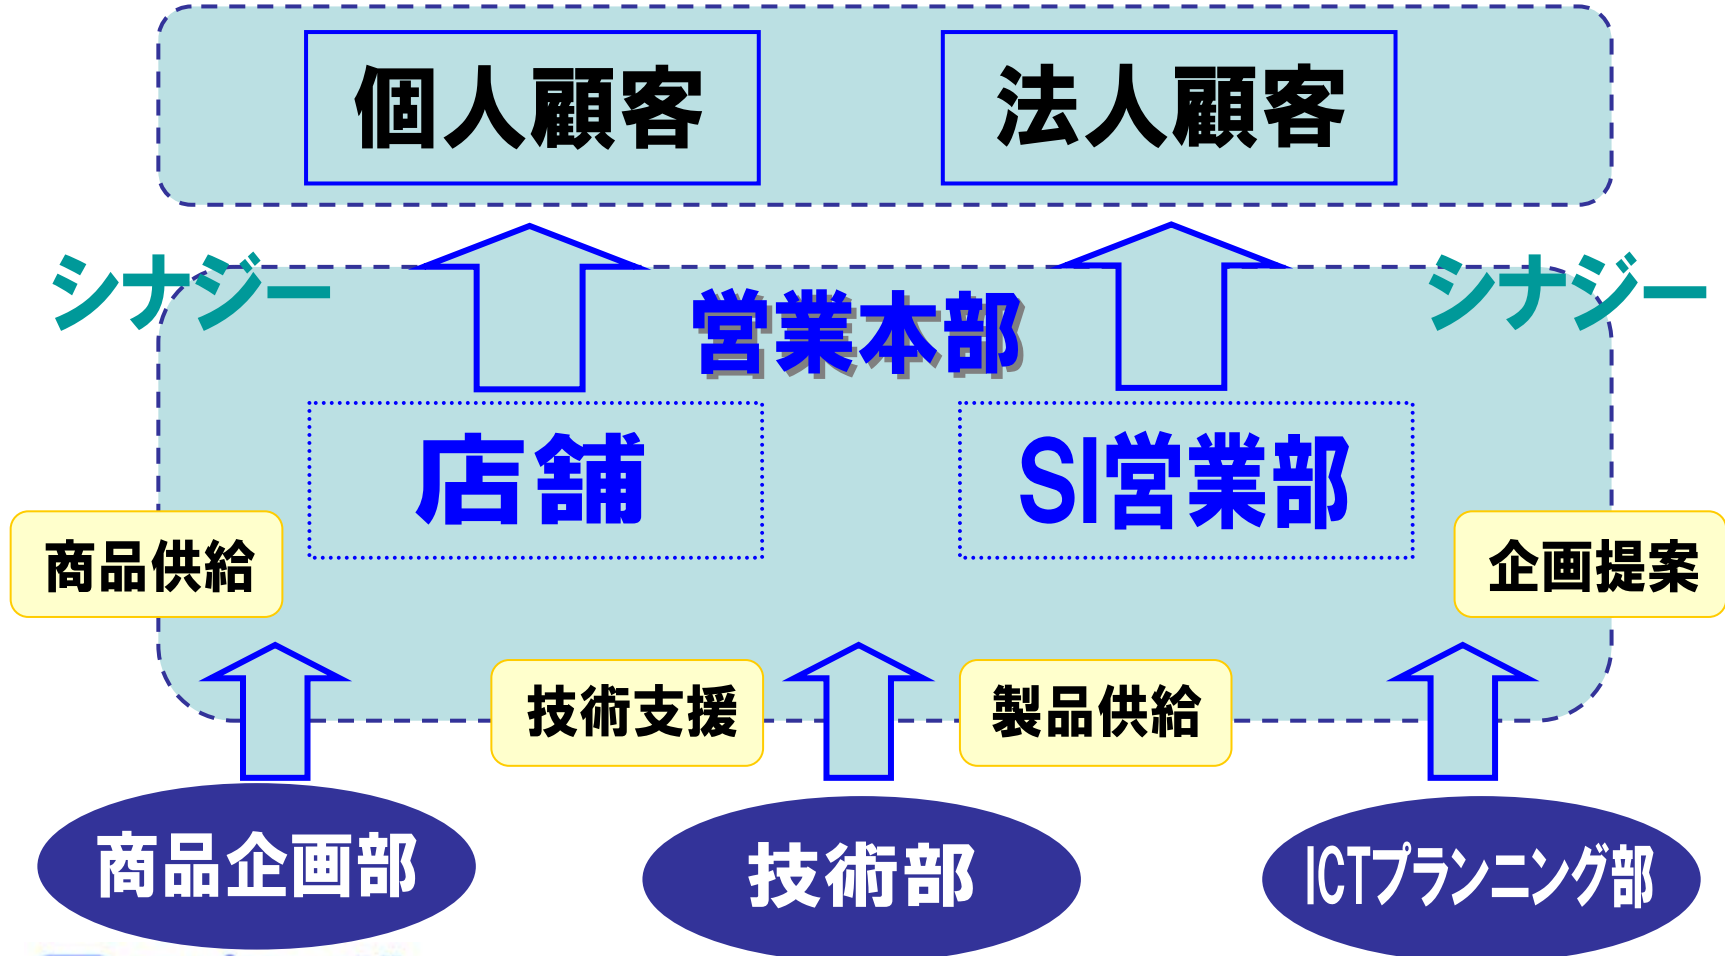 個人顧客
法人顧客
シナジー
シナジー
営業本部
店舗
SI営業部
商品供給
企画提案
技術支援
製品供給
商品企画部
技術部
ICTプランニング部